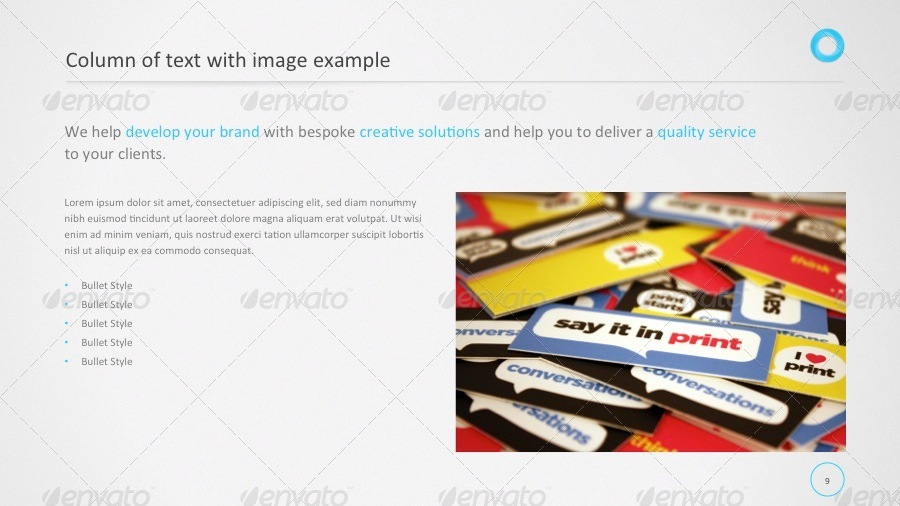 Column of text with image example
We help develop your brand with bespoke creative solutions and help you to deliver a quality service
to your clients.
Lorem ipsum dolor sit amet, consectetuer adipiscing elit, sed diam nonummy
nibh euismod tincidunt ut laoreet dolore magna aliquam erat volutpat. Ut wisi
enim ad minim veniam, quis nostrud exerci tation ullamcorper suscipit lobortis
nisl ut aliquip ex ea commodo consequat.
• Bullet Style
• Bullet Style
• Bullet Style
• Bullet Style
• Bullet Style
I ♥
print
think
print
starts
say it in print
I ♥
print
conversations
conversations
9
envato
envato
envato
envato
envato
envato
envato
envato
envato
envato
envato